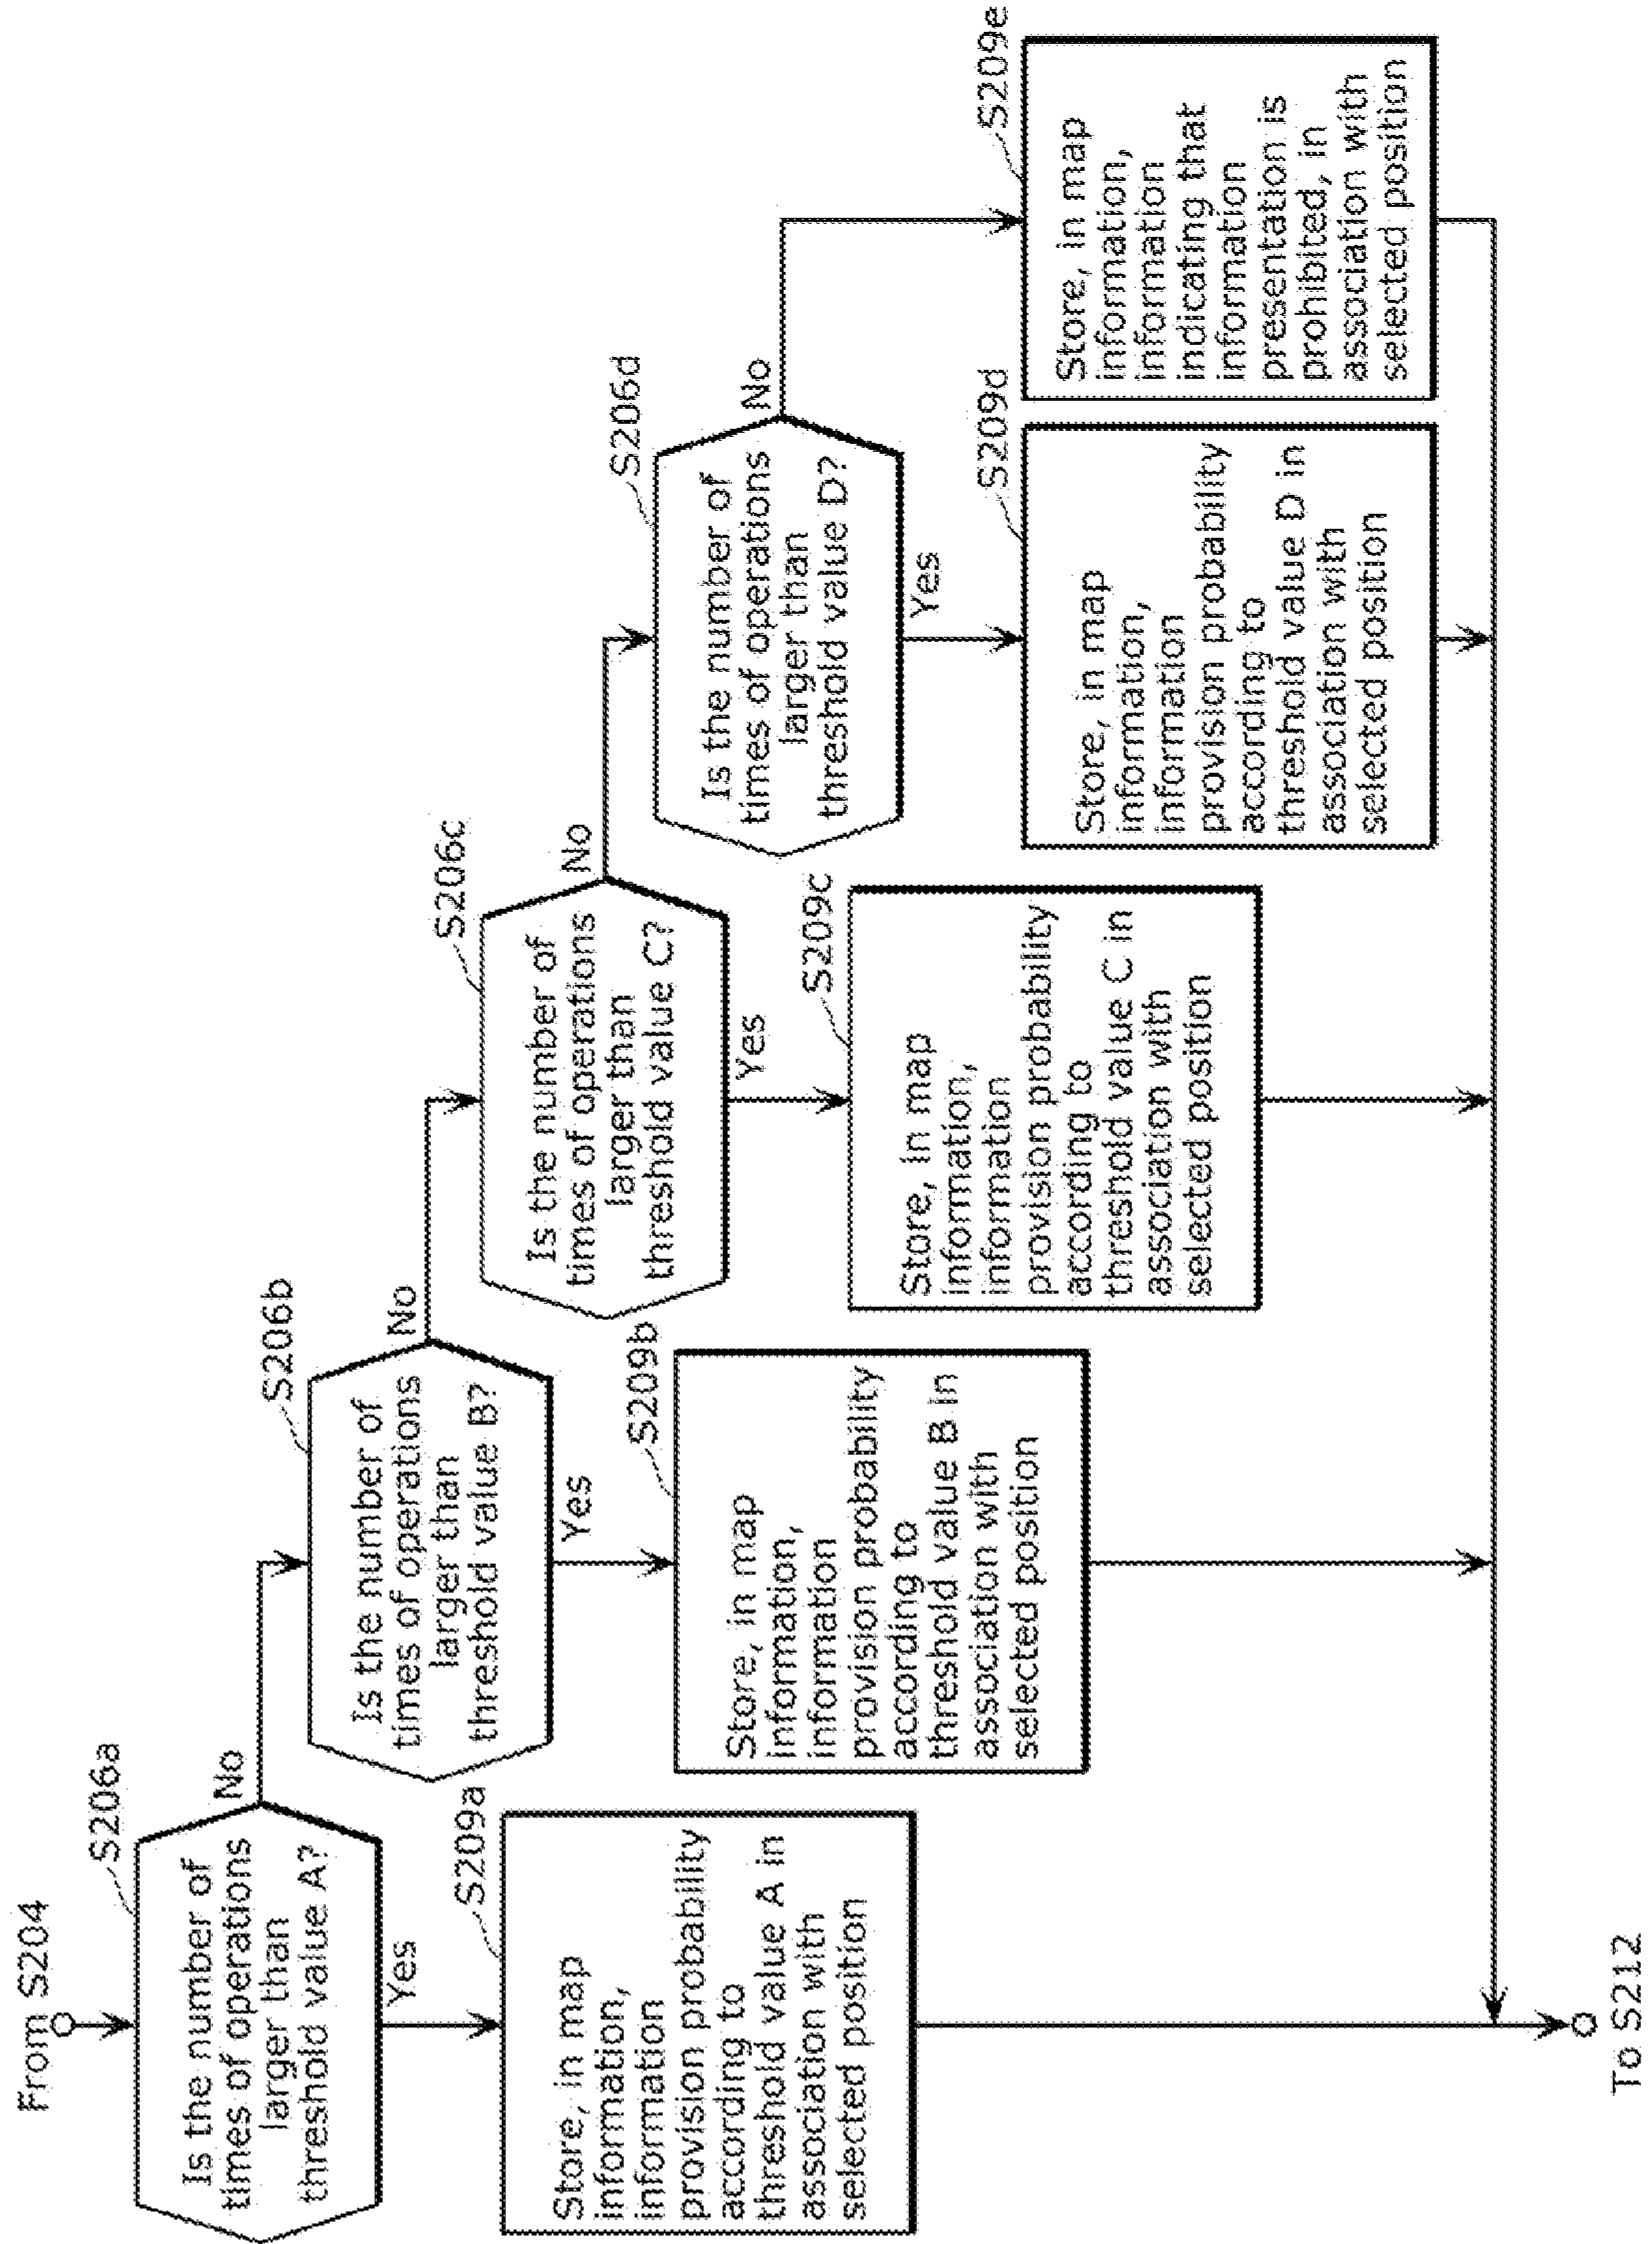 From S204
S206a
Is the number of
times of operations
larger than
threshold value A?
No
Yes
S209a
Store, in map
information,
information
provision probability
according to
threshold value A in
association with
selected position
S206b
Is the number of
times of operations
larger than
threshold value B?
No
Yes
S209b
Store, in map
information,
information
provision probability
according to
threshold value B in
association with
selected position
S206c
Is the number of
times of operations
larger than
threshold value C?
No
Yes
S209c
Store, in map
information,
information
provision probability
according to
threshold value C in
association with
selected position
S206d
Is the number of
times of operations
larger than
threshold value D?
No
Yes
S209d
Store, in map
information,
information
provision probability
according to
threshold value D in
association with
selected position
S209e
Store, in map
information,
information
indicating that
information
presentation is
prohibited, in
association with
selected position
To S212